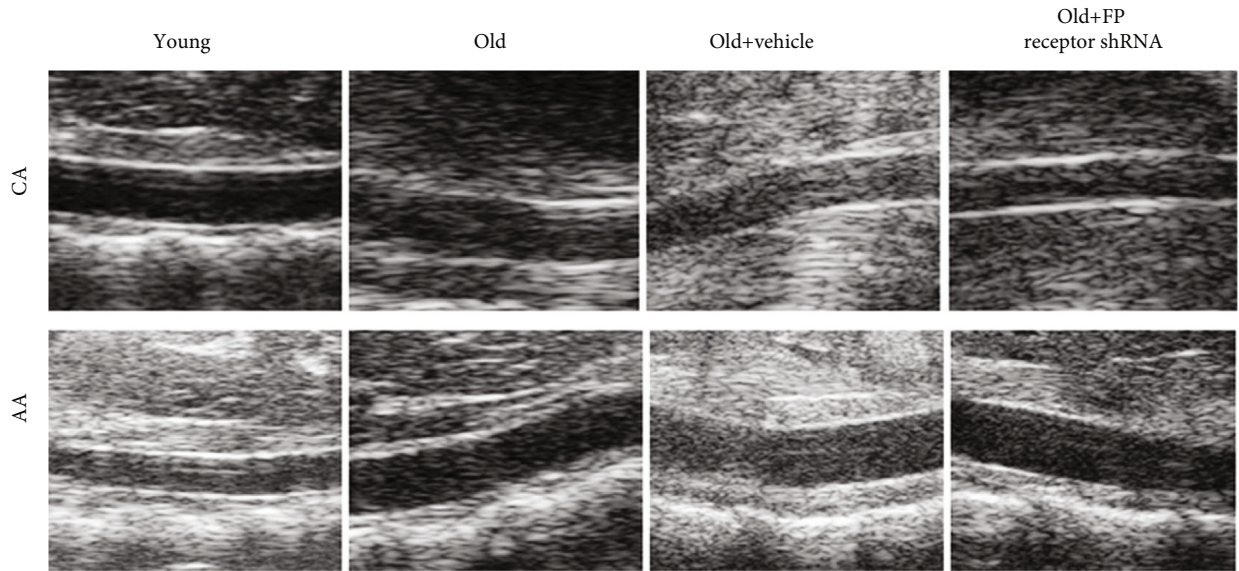 Young
Old
Old+vehicle
Old+FP
receptor shRNA
CA
AA